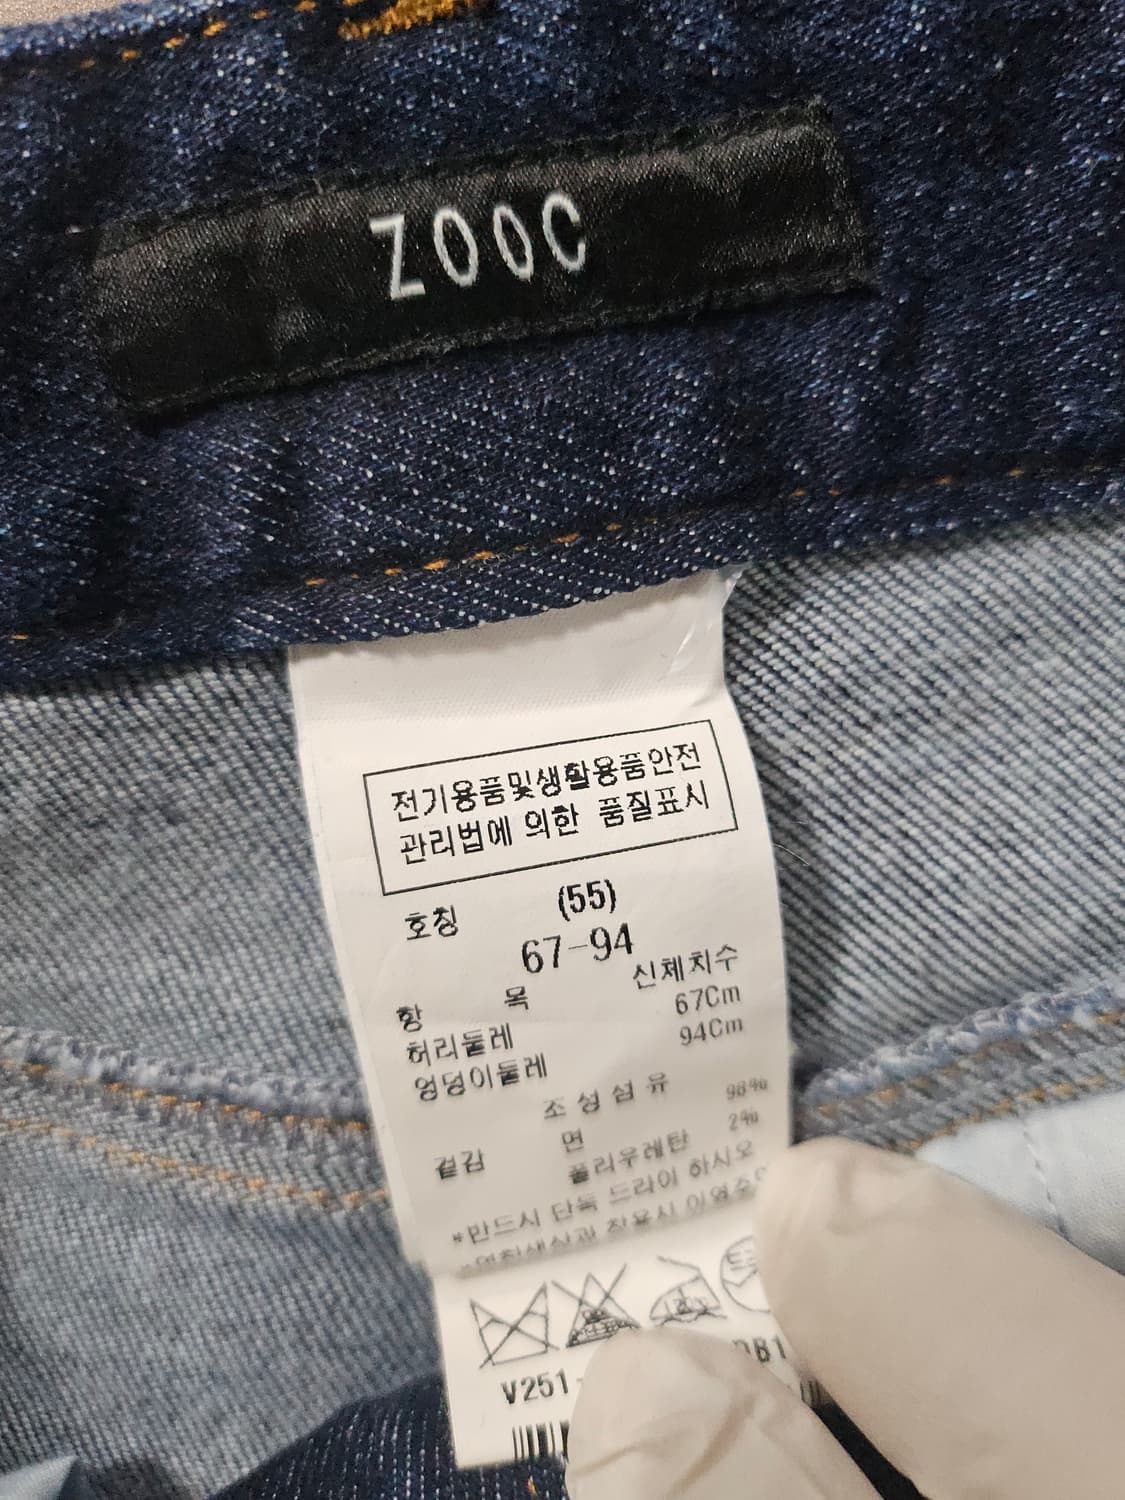 ZOOC
전기용품및생활용품안전
관리법에 의한 품질표시
호칭 (55)
67-94
항 목 신체치수
허리둘레 67Cm
엉덩이둘레 94Cm
조성섬유
겉감 면 98%
폴리우레탄 2%
*만드시 단독 드라이 하시오
V251-